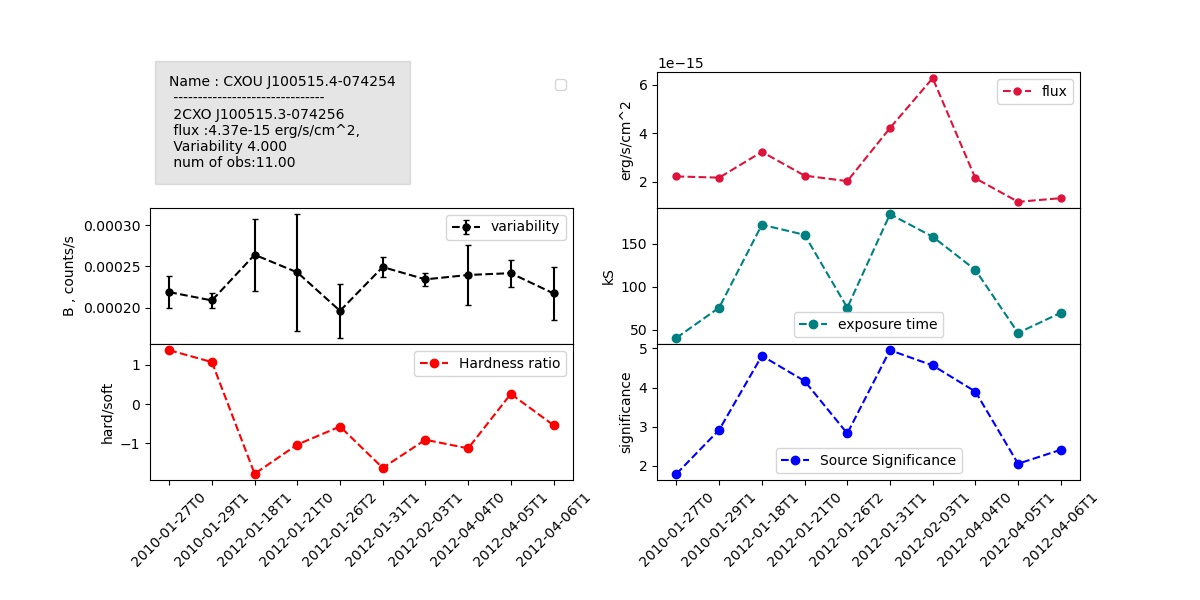 Name : CXOU J100515.4-074254
-------------------------------
2CXO J100515.3-074256
flux :4.37e-15 erg/s/cm^2,
Variability 4.000
num of obs:11.00
B , counts/s
0.00030
0.00025
0.00020
variability
hard/soft
1
0
−1
Hardness ratio
2010-01-27T0
2010-01-29T1
2012-01-18T1
2012-01-21T0
2012-01-26T2
2012-01-31T1
2012-02-03T1
2012-04-04T0
2012-04-05T1
2012-04-06T1
1e−15
erg/s/cm^2
6
4
2
flux
kS
150
100
50
exposure time
significance
5
4
3
2
Source Significance
2010-01-27T0
2010-01-29T1
2012-01-18T1
2012-01-21T0
2012-01-26T2
2012-01-31T1
2012-02-03T1
2012-04-04T0
2012-04-05T1
2012-04-06T1